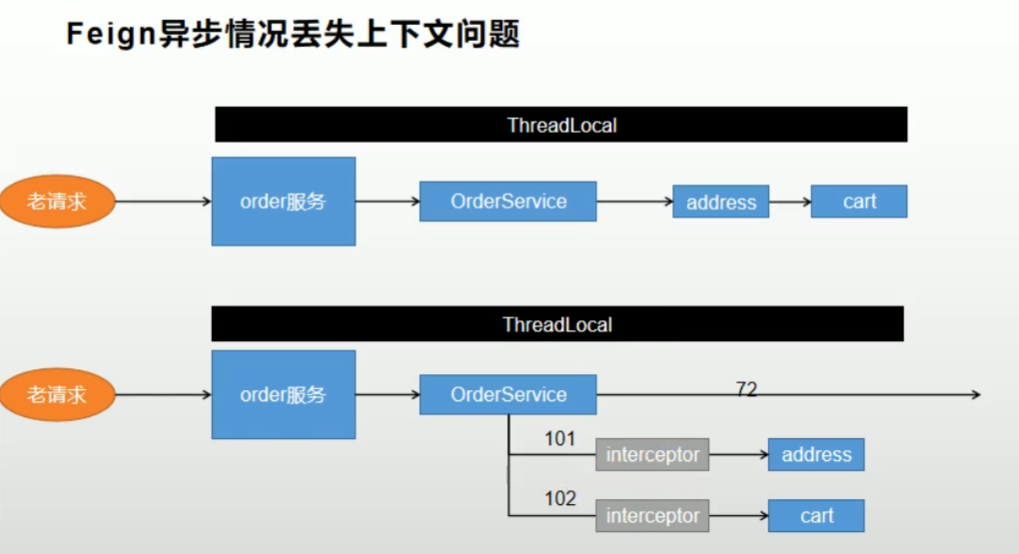 Feign异步情况丢失上下文问题
ThreadLocal
老请求
order服务
OrderService
address
cart
ThreadLocal
老请求
order服务
OrderService
72
101
interceptor
address
102
interceptor
cart